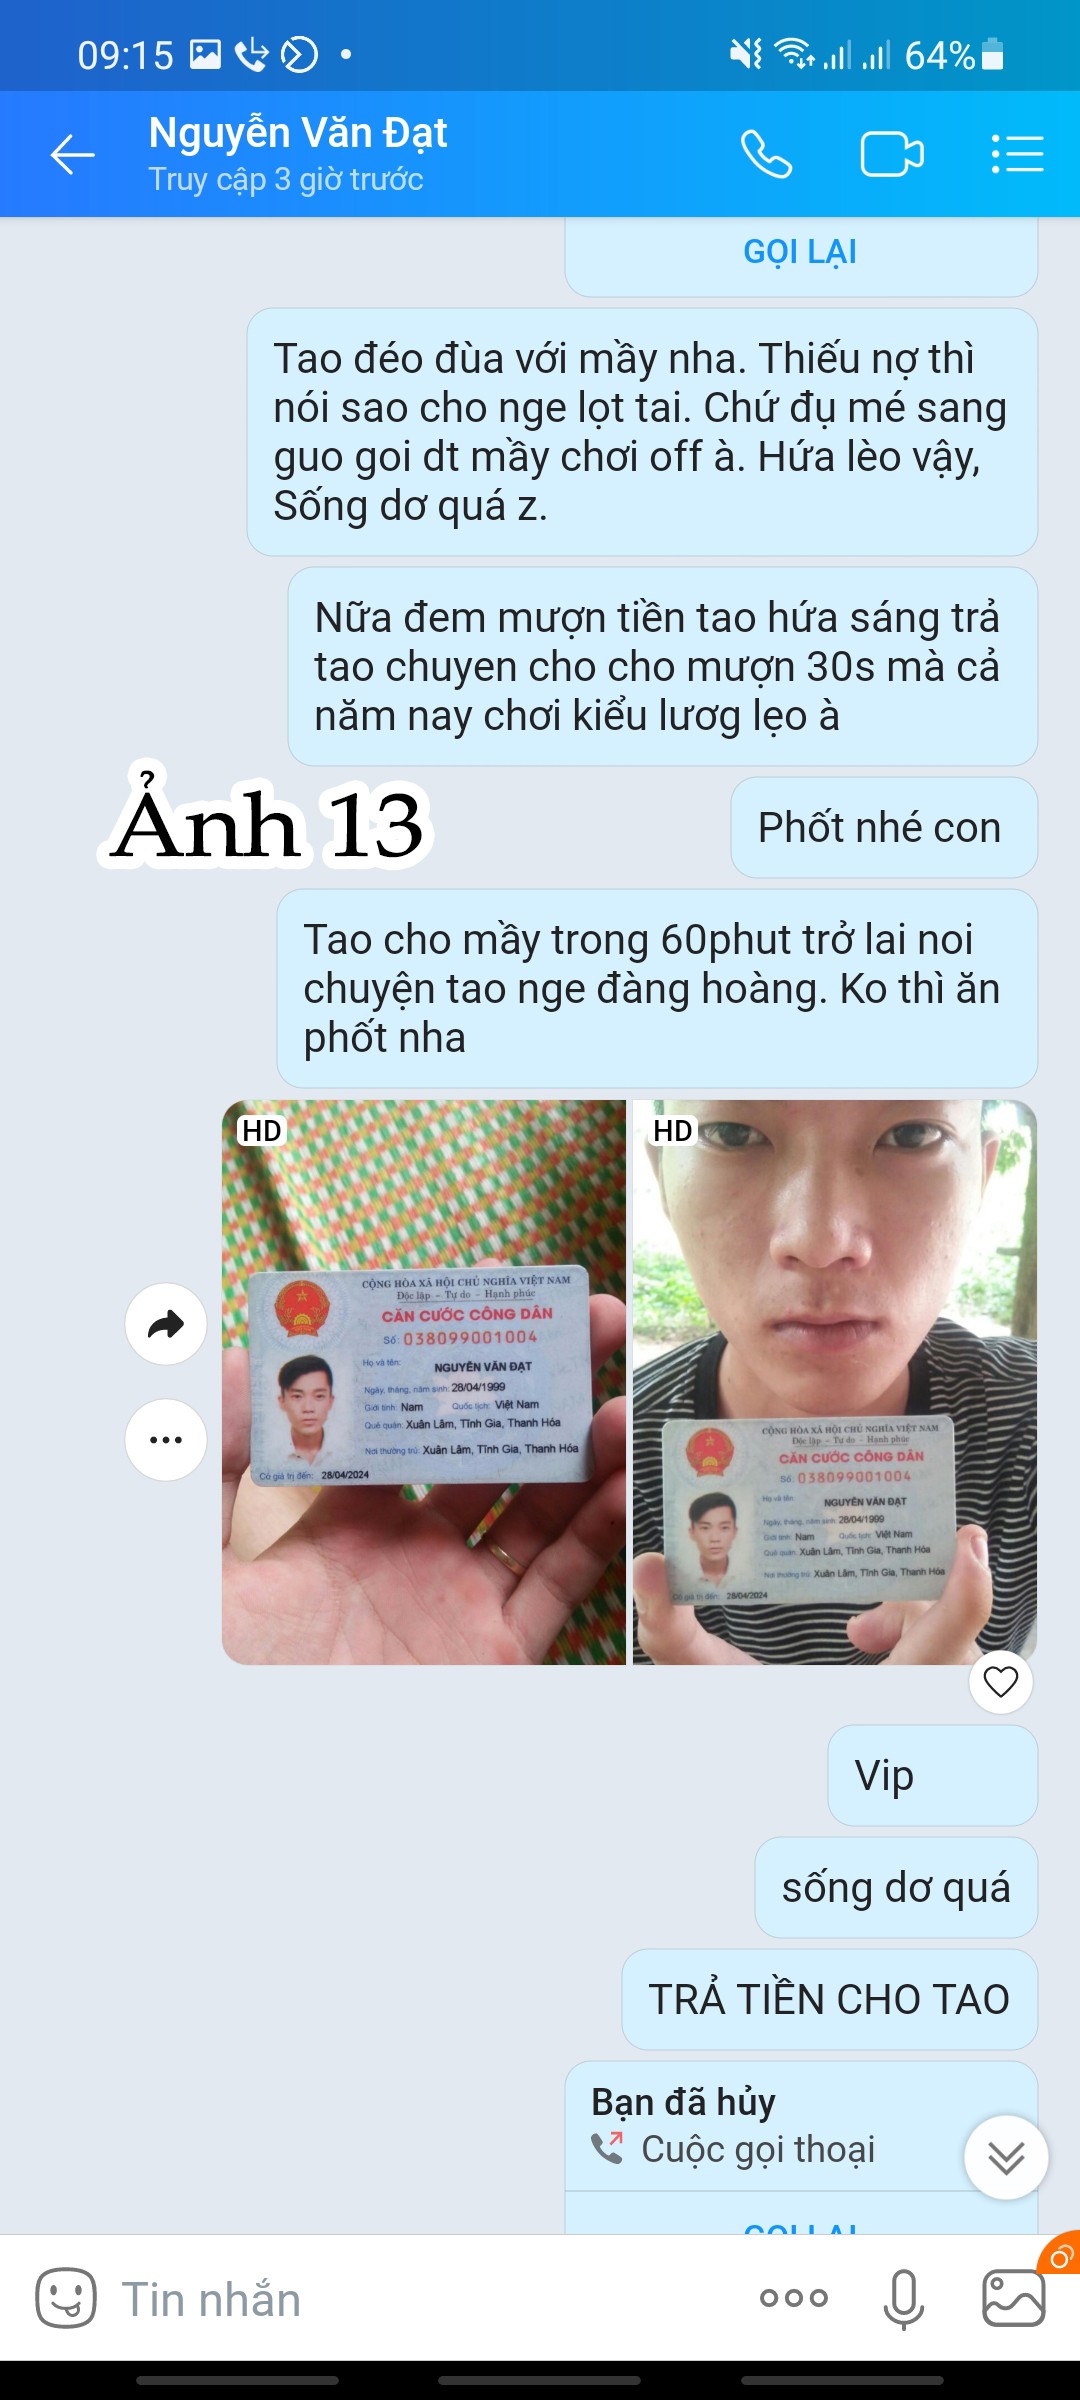 09:15
64%
Nguyễn Văn Đạt
Truy cập 3 giờ trước
GỌI LẠI
Tao đéo đùa với mầy nha. Thiếu nợ thì
nói sao cho nge lọt tai. Chứ đụ mé sang
guo goi dt mầy chơi off à. Hứa lèo vậy,
Sống dơ quá z.
Nữa đem mượn tiền tao hứa sáng trả
tao chuyen cho cho mượn 30s mà cả
năm nay chơi kiểu lươg lẹo à
Ảnh 13
Phốt nhé con
Tao cho mầy trong 60phut trở lai noi
chuyện tao nge đàng hoàng. Ko thì ăn
phốt nha
HD
CỘNG HÒA XÃ HỘI CHỦ NGHĨA VIỆT NAM
Độc lập - Tự do - Hạnh phúc
CĂN CƯỚC CÔNG DÂN
Số: 038099001004
Họ và tên: NGUYỄN VĂN ĐẠT
Ngày, tháng, năm sinh: 28/04/1999
Giới tính: Nam Quốc tịch: Việt Nam
Quê quán: Xuân Lâm, Tĩnh Gia, Thanh Hóa
Nơi thường trú: Xuân Lâm, Tĩnh Gia, Thanh Hóa
Có giá trị đến: 28/04/2024
HD
CỘNG HÒA XÃ HỘI CHỦ NGHĨA VIỆT NAM
Độc lập - Tự do - Hạnh phúc
CĂN CƯỚC CÔNG DÂN
Số: 038099001004
Họ và tên: NGUYỄN VĂN ĐẠT
Ngày, tháng, năm sinh: 28/04/1999
Giới tính: Nam Quốc tịch: Việt Nam
Quê quán: Xuân Lâm, Tĩnh Gia, Thanh Hóa
Nơi thường trú: Xuân Lâm, Tĩnh Gia, Thanh Hóa
Có giá trị đến: 28/04/2024
Vip
sống dơ quá
TRẢ TIỀN CHO TAO
Bạn đã hủy
Cuộc gọi thoại
GỌI LẠI
Tin nhắn